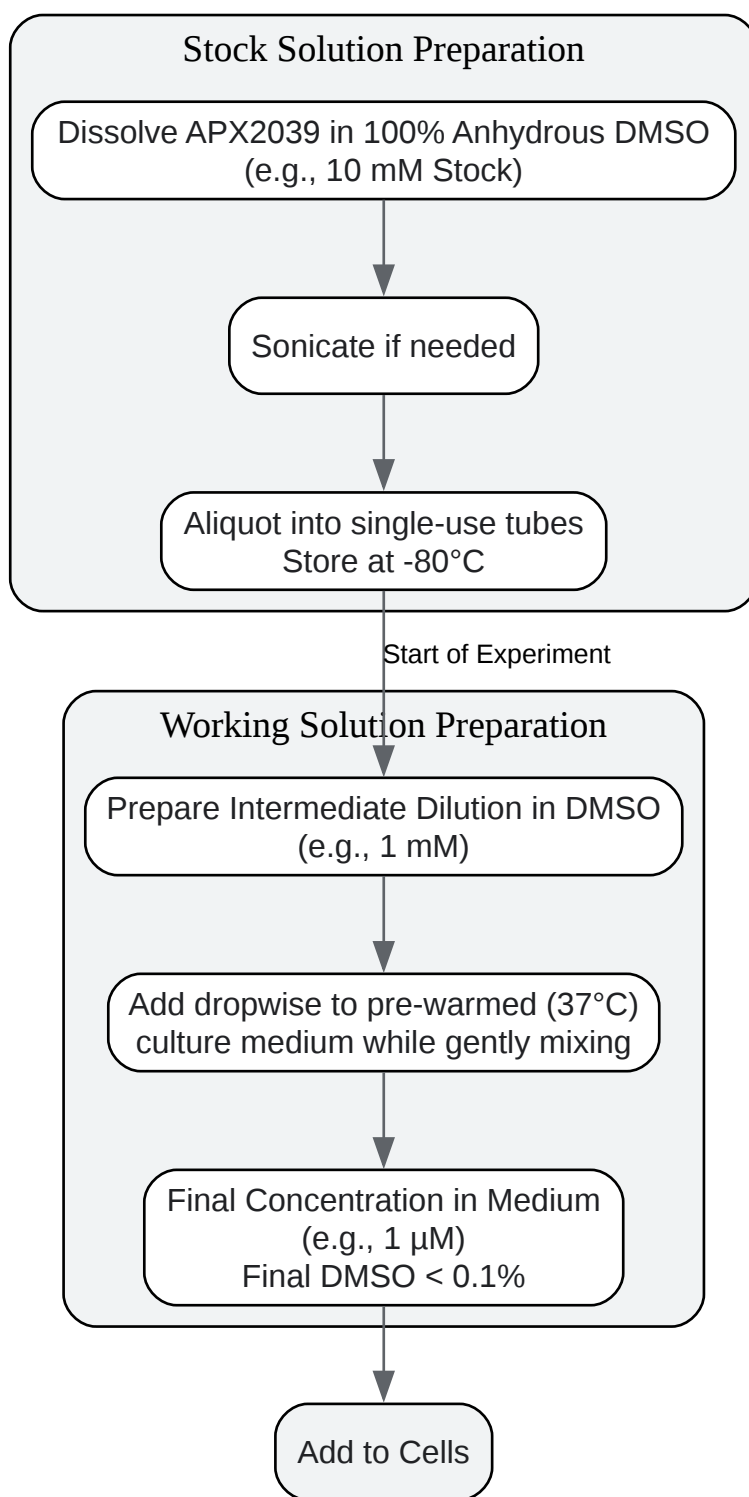 Stock Solution Preparation
Dissolve APX2039 in 100% Anhydrous DMSO
(e.g., 10 mM Stock)
Sonicate if needed
Aliquot into single-use tubes
Store at -80°C
Start of Experiment
Working Solution Preparation
Prepare Intermediate Dilution in DMSO
(e.g., 1 mM)
Add dropwise to pre-warmed (37°C)
culture medium while gently mixing
Final Concentration in Medium
(e.g., 1 µM)
Final DMSO < 0.1%
Add to Cells